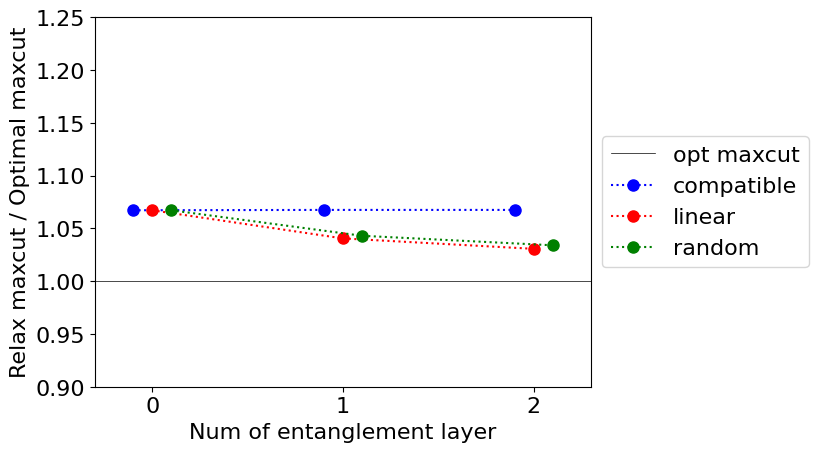 1.25
1.20
1.15
1.10
1.05
1.00
0.95
0.90
Relax maxcut / Optimal maxcut
0 1 2
Num of entanglement layer
opt maxcut
compatible
linear
random